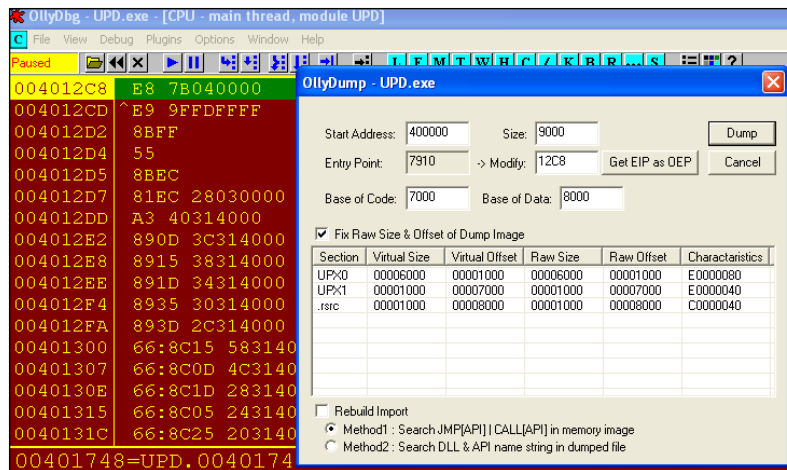 OllyDbg - UPD.exe - [CPU - main thread, module UPD]
C File View Debug Plugins Options Window Help
Paused L E M T W H C / K B R ... S ?
004012C8 E8 7B040000
004012CD ^E9 9FFDFFFF
004012D2 8BFF
004012D4 55
004012D5 8BEC
004012D7 81EC 28030000
004012DD A3 40314000
004012E2 890D 3C314000
004012E8 8915 38314000
004012EE 891D 34314000
004012F4 8935 30314000
004012FA 893D 2C314000
00401300 66:8C15 583140
00401307 66:8C0D 4C3140
0040130E 66:8C1D 283140
00401315 66:8C05 243140
0040131C 66:8C25 203140
00401748=UPD.0040174
OllyDump - UPD.exe
Start Address: 400000 Size: 9000 Dump
Entry Point: 7910 -> Modify: 12C8 Get EIP as OEP Cancel
Base of Code: 7000 Base of Data: 8000
Fix Raw Size & Offset of Dump Image
Section Virtual Size Virtual Offset Raw Size Raw Offset Charactaristics
UPX0 00006000 00001000 00006000 00001000 E0000080
UPX1 00001000 00007000 00001000 00007000 E0000040
.rsrc 00001000 00008000 00001000 00008000 C0000040
Rebuild Import
Method1 : Search JMP[API] | CALL[API] in memory image
Method2 : Search DLL & API name string in dumped file